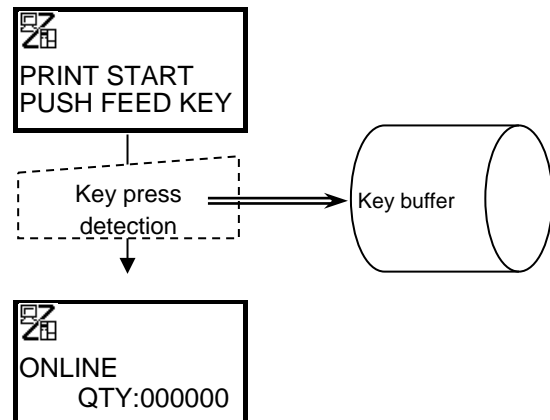 PRINT START
PUSH FEED KEY
Key press
detection
Key buffer
ONLINE
QTY:000000